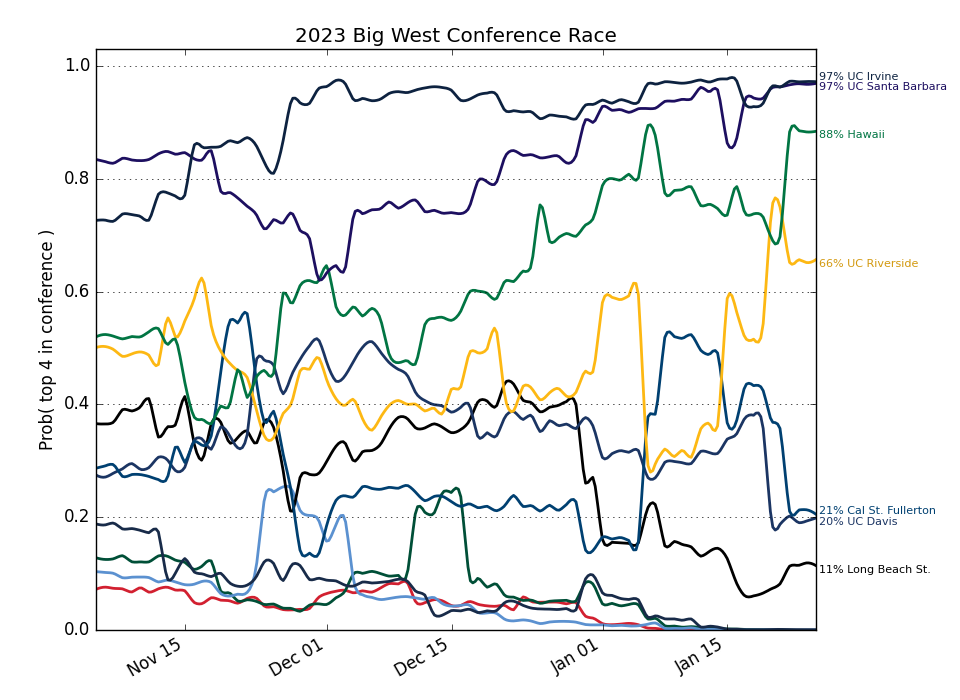 2023 Big West Conference Race
Prob( top 4 in conference )
1.0
0.8
0.6
0.4
0.2
0.0
Nov 15
Dec 01
Dec 15
Jan 01
Jan 15
97% UC Irvine
97% UC Santa Barbara
88% Hawaii
66% UC Riverside
21% Cal St. Fullerton
20% UC Davis
11% Long Beach St.